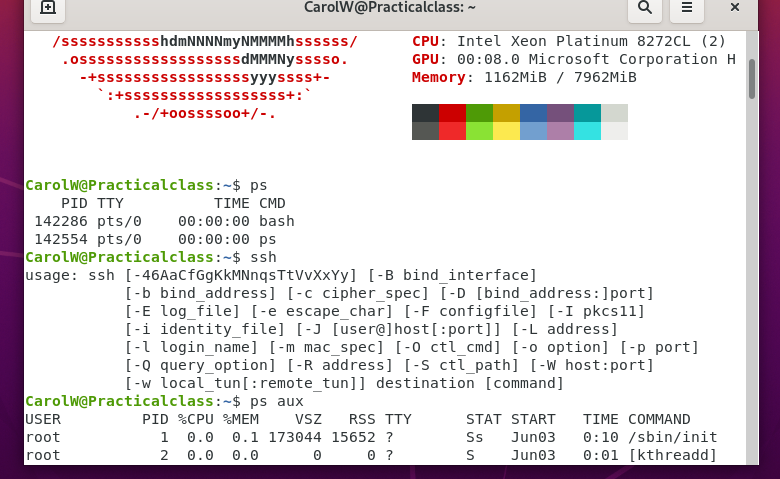 CarolW@Practicalclass: ~
/sssssssssssshdmNNNNmyNMMMMhssssss/ CPU: Intel Xeon Platinum 8272CL (2)
.ossssssssssssssssssdMMMNysssso. GPU: 00:08.0 Microsoft Corporation H
-+sssssssssssssssssyyyssss+- Memory: 1162MiB / 7962MiB
`:+ssssssssssssssssss+:`
.-/+oossssoo+/-.
CarolW@Practicalclass:~$ ps
PID TTY TIME CMD
142286 pts/0 00:00:00 bash
142554 pts/0 00:00:00 ps
CarolW@Practicalclass:~$ ssh
usage: ssh [-46AaCfGgKkMNnqsTtVvXxYy] [-B bind_interface]
[-b bind_address] [-c cipher_spec] [-D [bind_address:]port]
[-E log_file] [-e escape_char] [-F configfile] [-I pkcs11]
[-i identity_file] [-J [user@]host[:port]] [-L address]
[-l login_name] [-m mac_spec] [-O ctl_cmd] [-o option] [-p port]
[-Q query_option] [-R address] [-S ctl_path] [-W host:port]
[-w local_tun[:remote_tun]] destination [command]
CarolW@Practicalclass:~$ ps aux
USER PID %CPU %MEM VSZ RSS TTY STAT START TIME COMMAND
root 1 0.0 0.1 173044 15652 ? Ss Jun03 0:10 /sbin/init
root 2 0.0 0.0 0 0 ? S Jun03 0:01 [kthreadd]